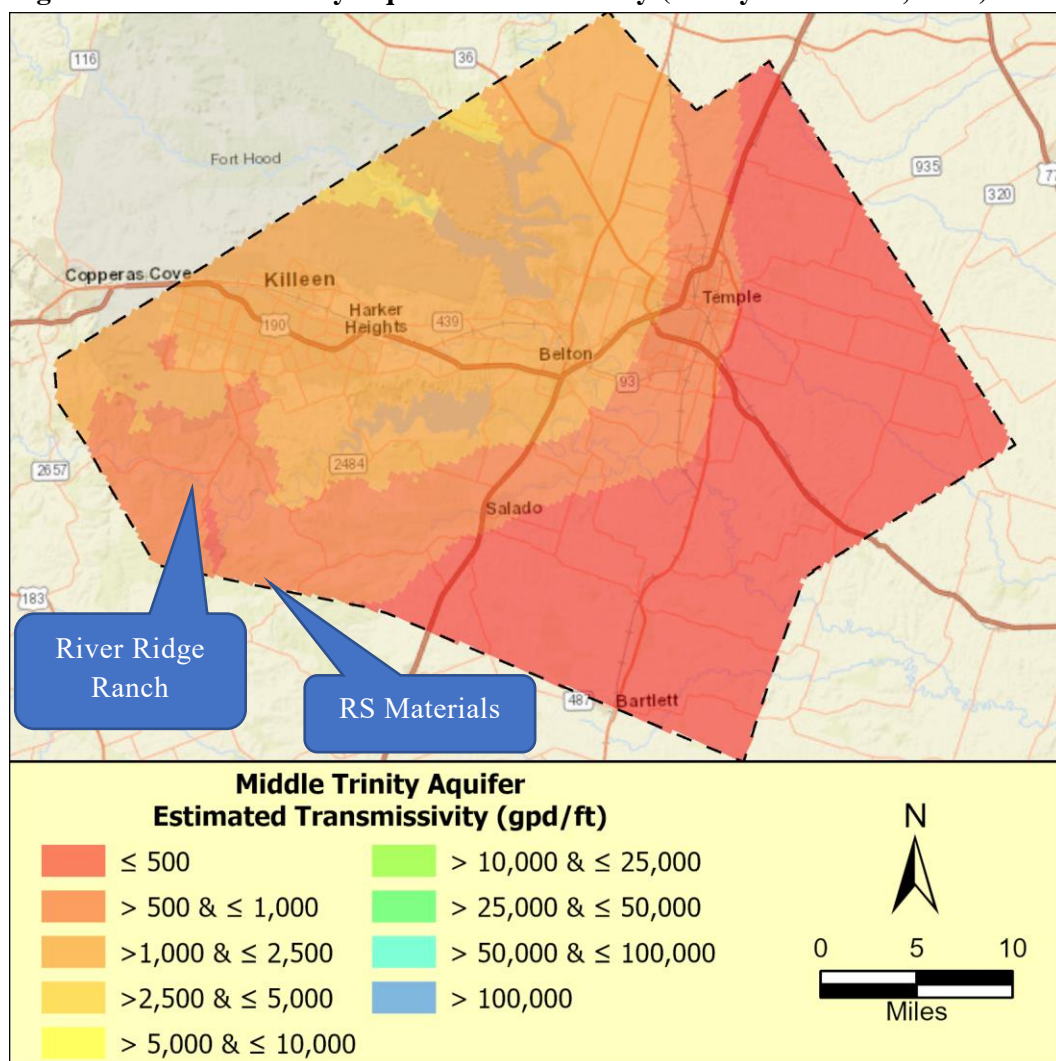 116
36
Fort Hood
935
77
320
Copperas Cove
Killeen
Harker
Heights
190
439
Temple
Belton
93
2657
2484
Salado
183
River Ridge
Ranch
RS Materials
487
Bartlett
Middle Trinity Aquifer
Estimated Transmissivity (gpd/ft)
≤ 500
> 500 & ≤ 1,000
>1,000 & ≤ 2,500
>2,500 & ≤ 5,000
> 5,000 & ≤ 10,000
> 10,000 & ≤ 25,000
> 25,000 & ≤ 50,000
> 50,000 & ≤ 100,000
> 100,000
N
0 5 10
Miles